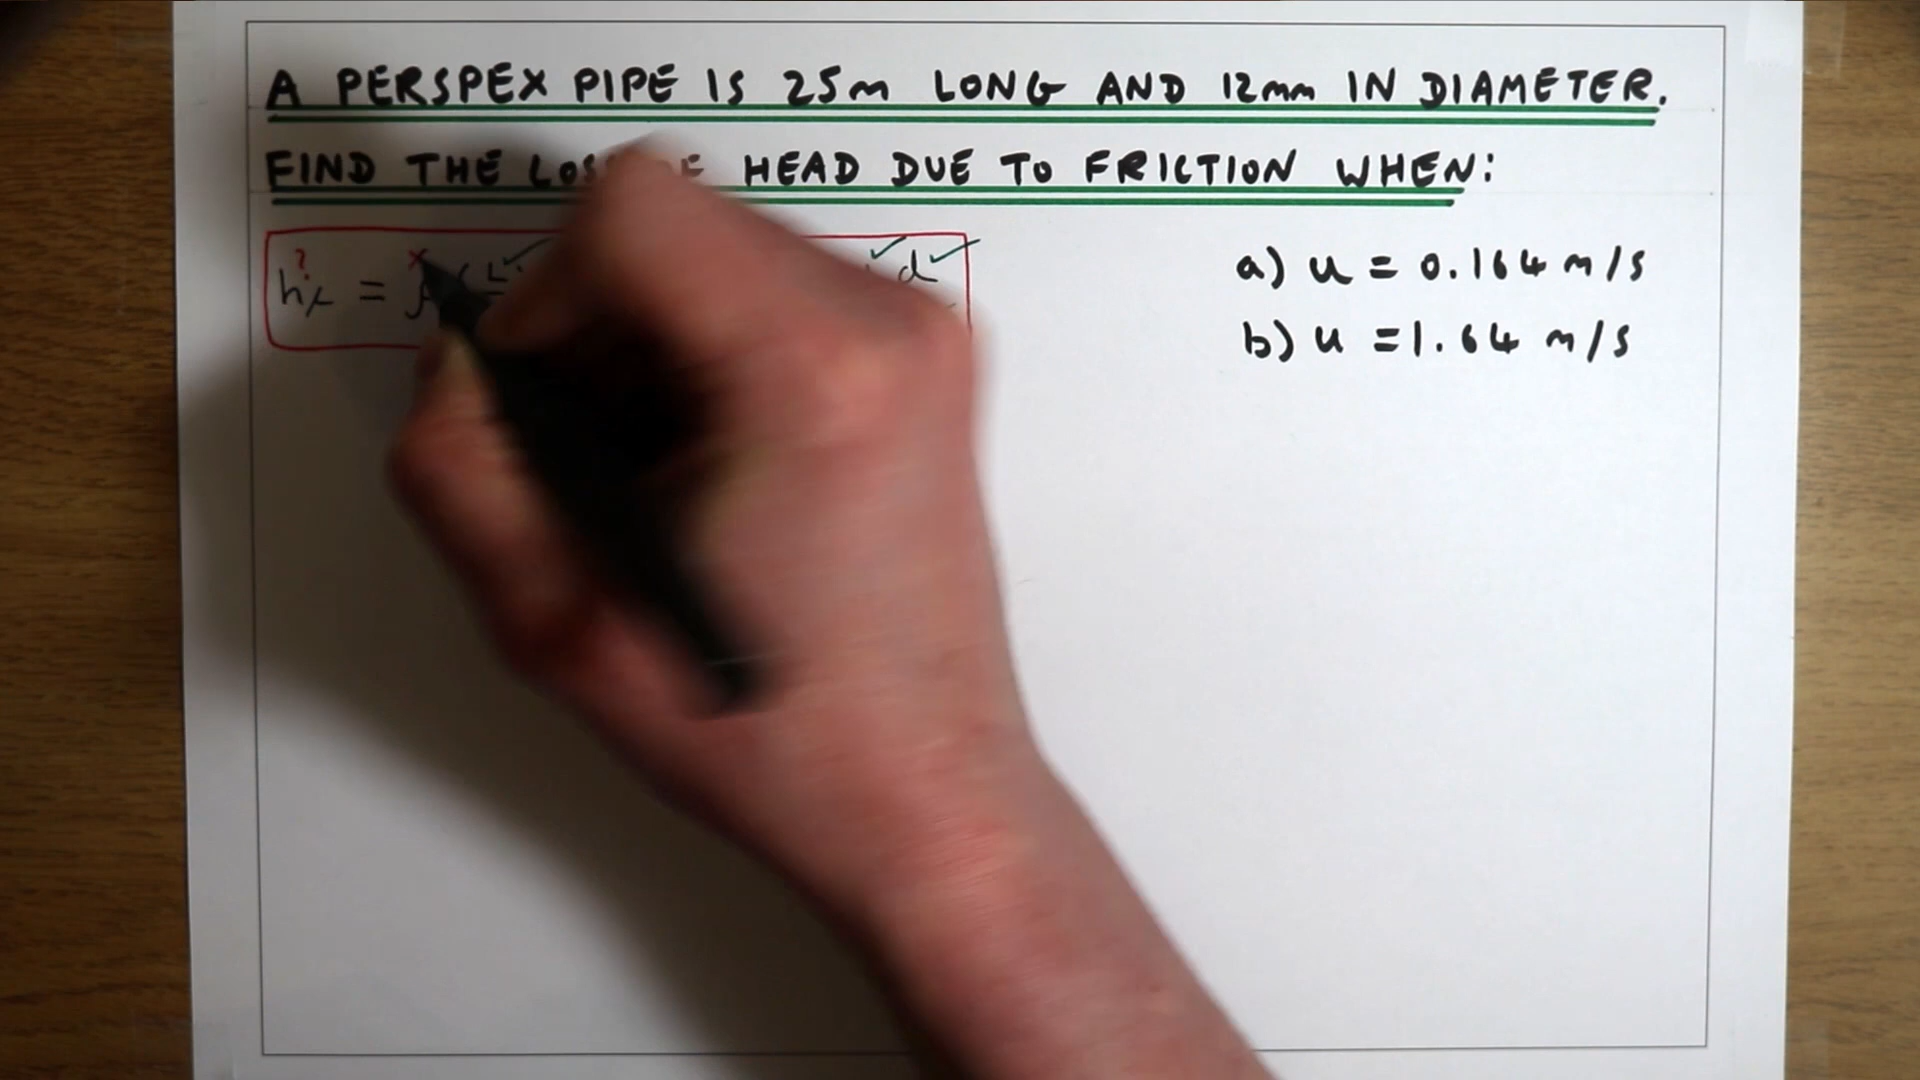 A PERSPEX PIPE IS 25m LONG AND 12mm IN DIAMETER.
FIND THE HEAD DUE TO FRICTION WHEN:
a) u = 0.164 m/s
b) u = 1.64 m/s